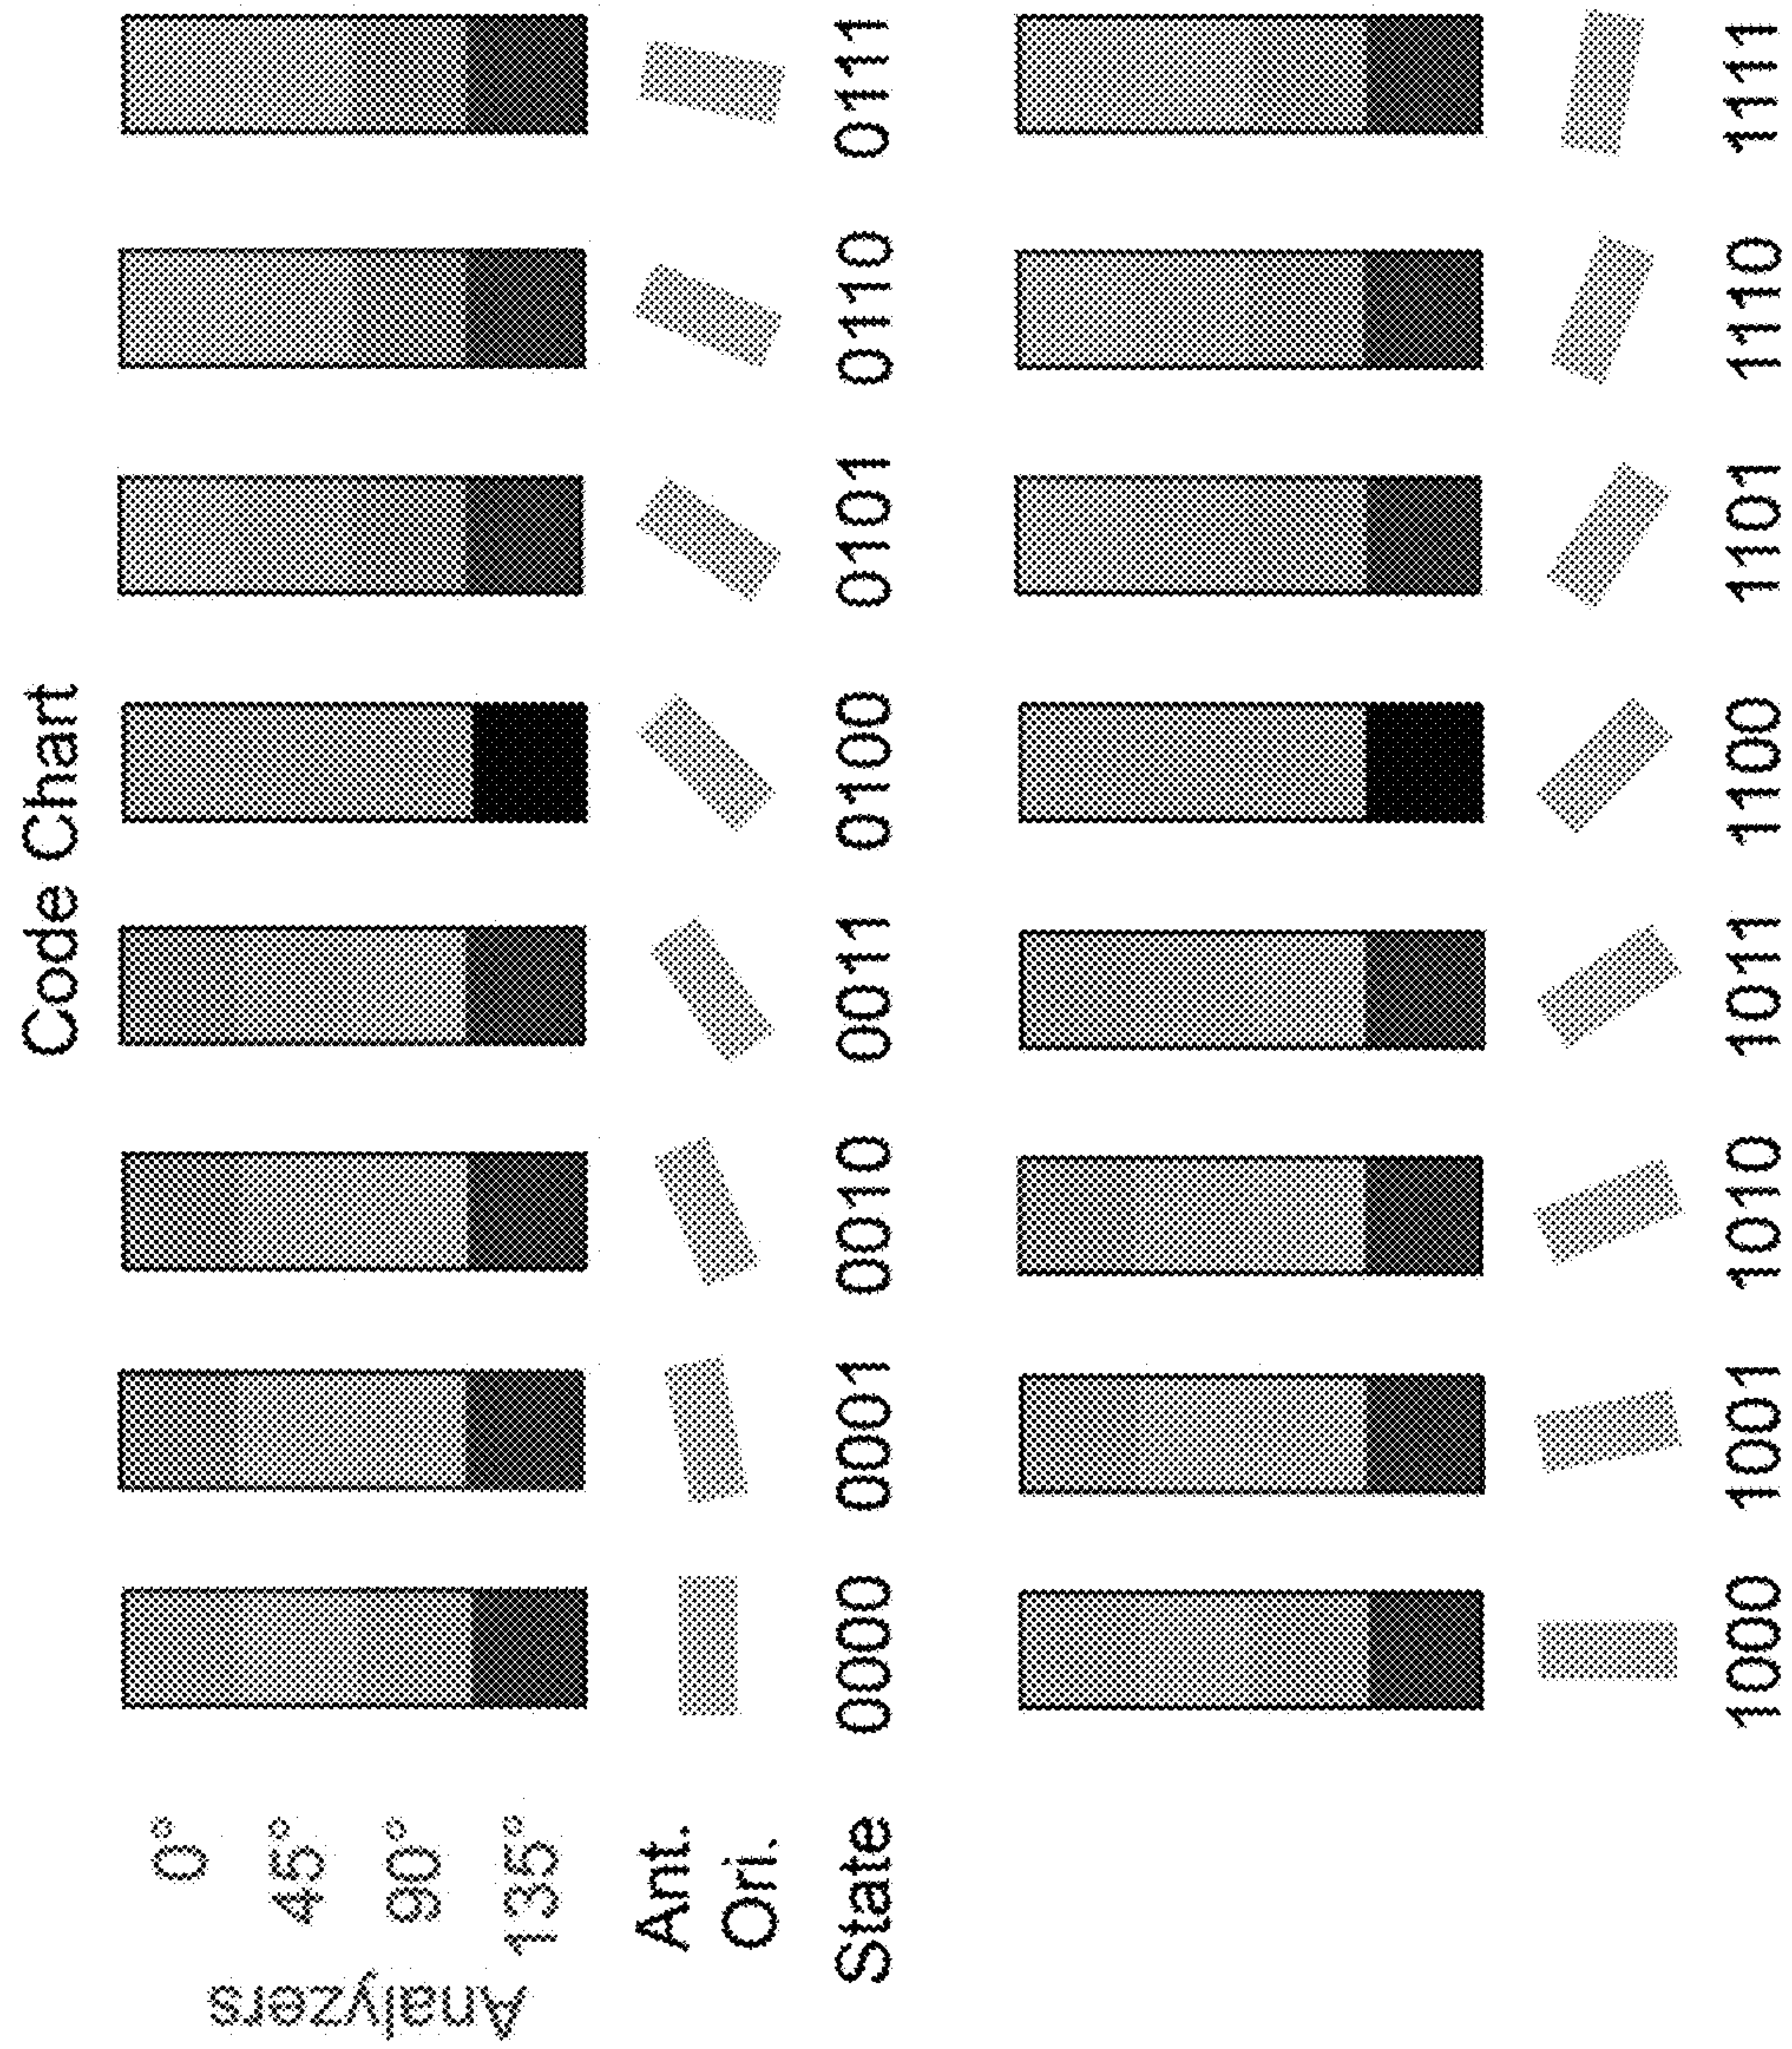 Code Chart
Analyzers
0°
45°
90°
135°
Ant.
Ori.
State 0000 0001 0010 0011 0100 0101 0110 0111
1000 1001 1010 1011 1100 1101 1110 1111